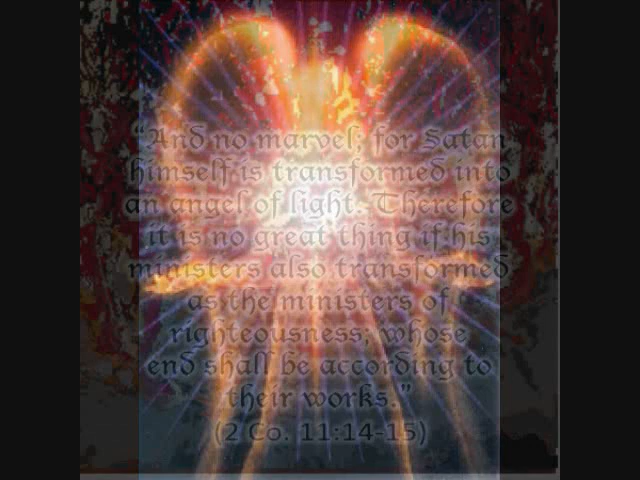 “And no marvel; for Satan
himself is transformed into
an angel of light. Therefore
it is no great thing if his
ministers also transformed
as the ministers of
righteousness; whose
end shall be according to
their works.”
(2 Co. 11:14-15)